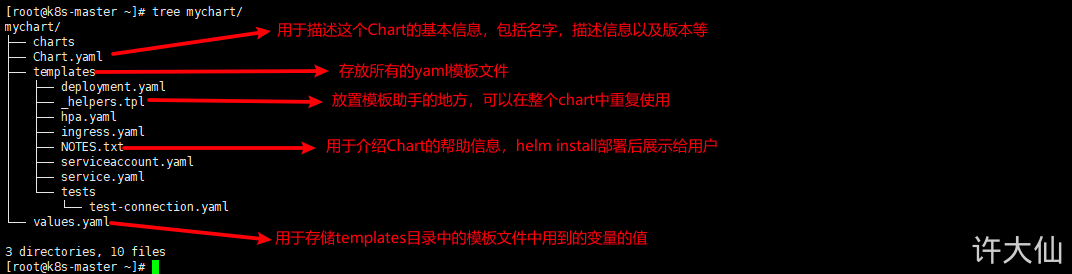 [root@k8s-master ~]# tree mychart/
mychart/
├── charts
├── Chart.yaml 用于描述这个Chart的基本信息，包括名字，描述信息以及版本等
├── templates 存放所有的yaml模板文件
│   ├── deployment.yaml
│   ├── _helpers.tpl 放置模板助手的地方，可以在整个chart中重复使用
│   ├── hpa.yaml
│   ├── ingress.yaml
│   ├── NOTES.txt 用于介绍Chart的帮助信息，helm install部署后展示给用户
│   ├── serviceaccount.yaml
│   ├── service.yaml
│   └── tests
│       └── test-connection.yaml
└── values.yaml 用于存储templates目录中的模板文件中用到的变量的值
3 directories, 10 files
[root@k8s-master ~]#
许大仙